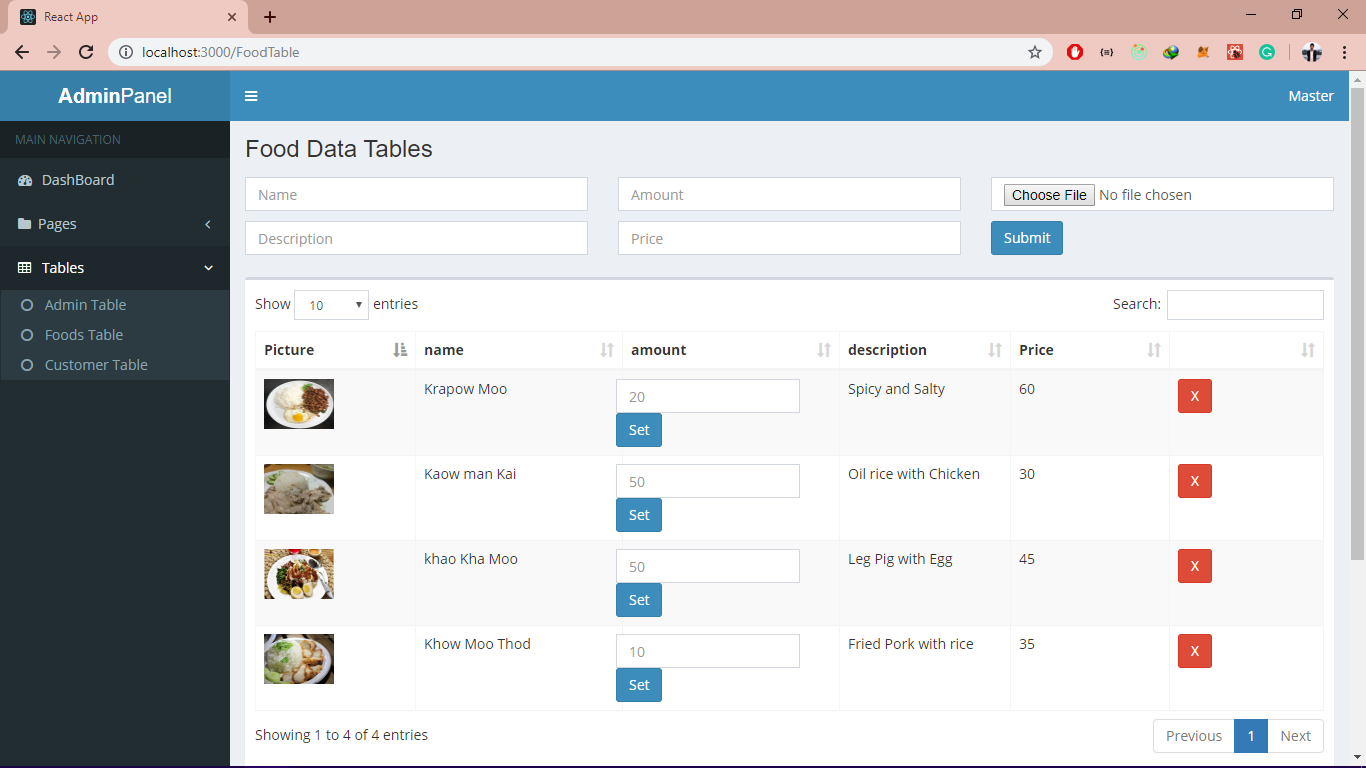 React App
localhost:3000/FoodTable
AdminPanel
Master
MAIN NAVIGATION
DashBoard
Pages
Tables
Admin Table
Foods Table
Customer Table
Food Data Tables
Name Amount Choose File No file chosen
Description Price Submit
Show 10 entries Search:
Picture name amount description Price
Krapow Moo 20 Spicy and Salty 60 X
Set
Kaow man Kai 50 Oil rice with Chicken 30 X
Set
khao Kha Moo 50 Leg Pig with Egg 45 X
Set
Khow Moo Thod 10 Fried Pork with rice 35 X
Set
Showing 1 to 4 of 4 entries Previous 1 Next